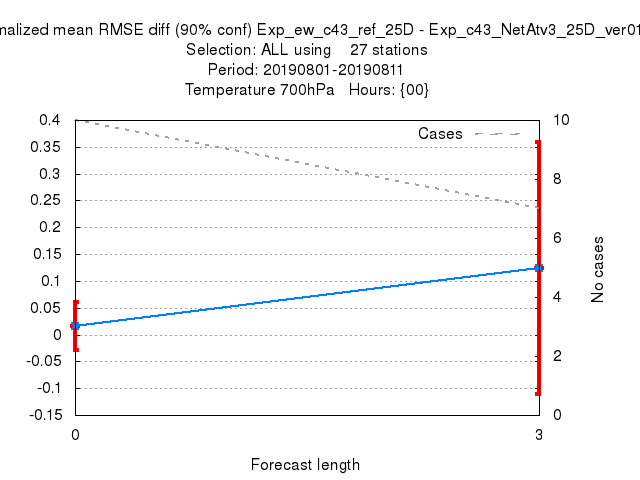 malized mean RMSE diff (90% conf) Exp_ew_c43_ref_25D - Exp_c43_NetAtv3_25D_ver01
Selection: ALL using 27 stations
Period: 20190801-20190811
Temperature 700hPa Hours: {00}
Cases
0.4
0.35
0.3
0.25
0.2
0.15
0.1
0.05
0
-0.05
-0.1
-0.15
10
8
6
4
2
0
No cases
0 3
Forecast length